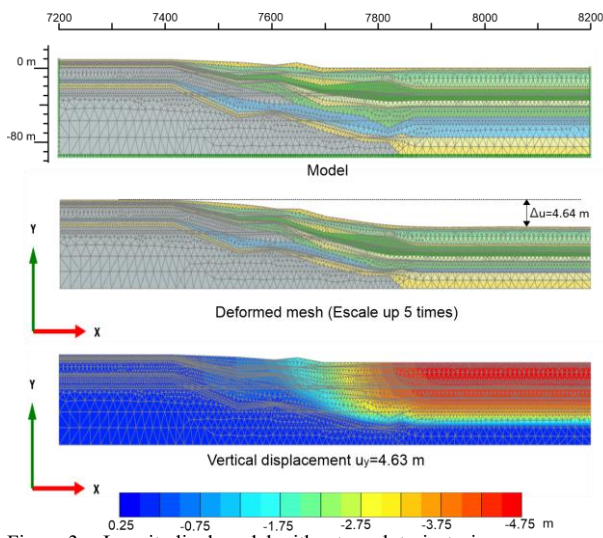 7200 7400 7600 7800 8000 8200
0 m
-80 m
Model
Δu=4.64 m
Y
X
Deformed mesh (Escale up 5 times)
Y
X
Vertical displacement uy=4.63 m
0.25 -0.75 -1.75 -2.75 -3.75 -4.75 m